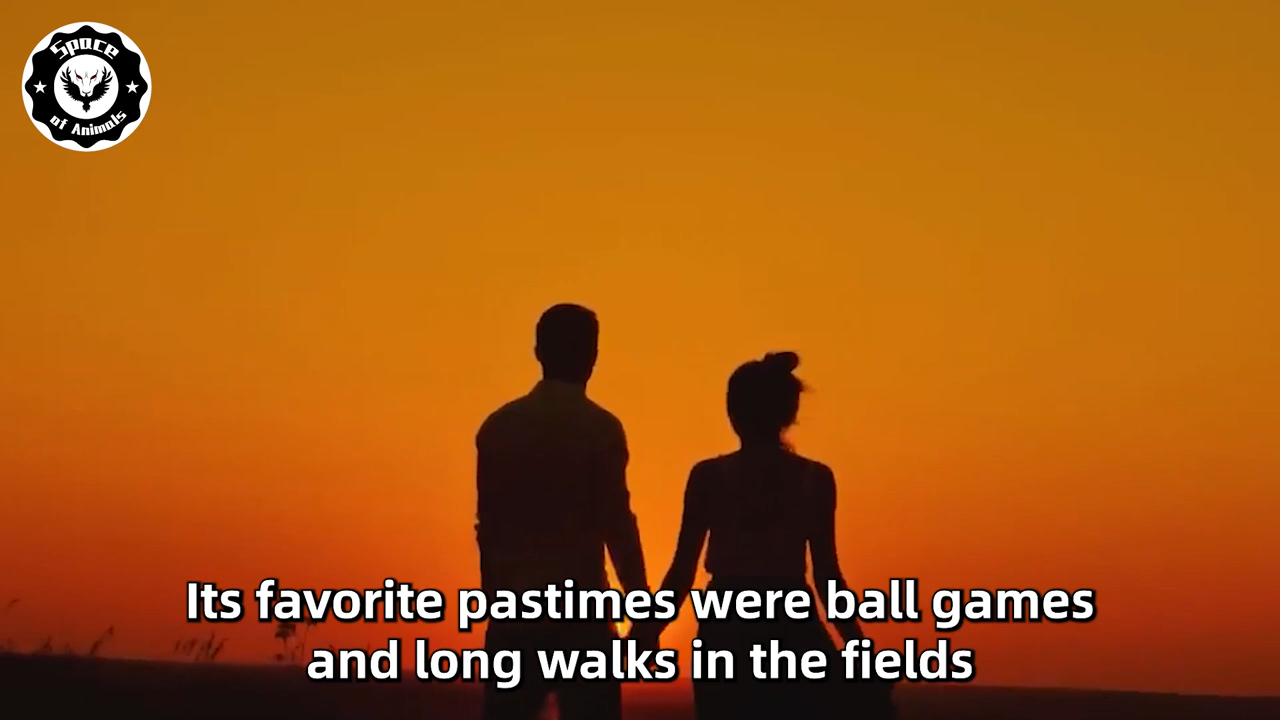 Space
of Animals
Its favorite pastimes were ball games
and long walks in the fields